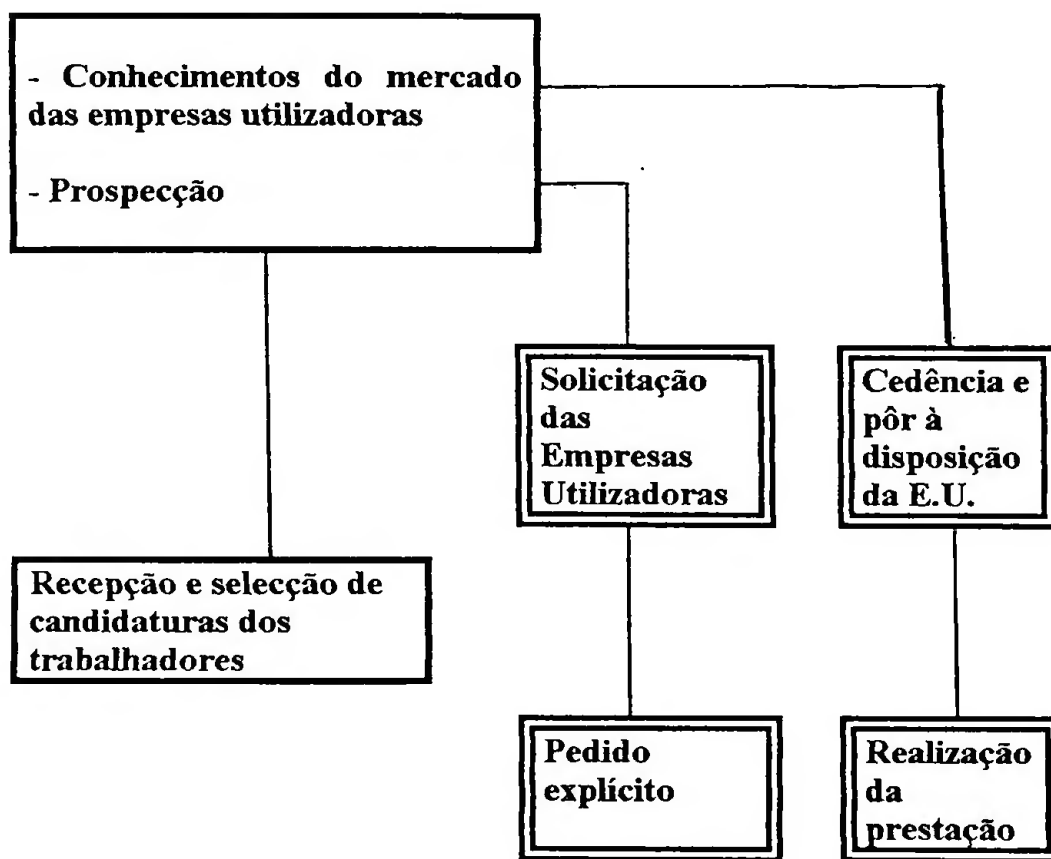 - Conhecimentos do mercado
das empresas utilizadoras
- Prospecção
Solicitação
das
Empresas
Utilizadoras
Cedência e
pôr à
disposição
da E.U.
Recepção e selecção de
candidaturas dos
trabalhadores
Pedido
explícito
Realização
da
prestação